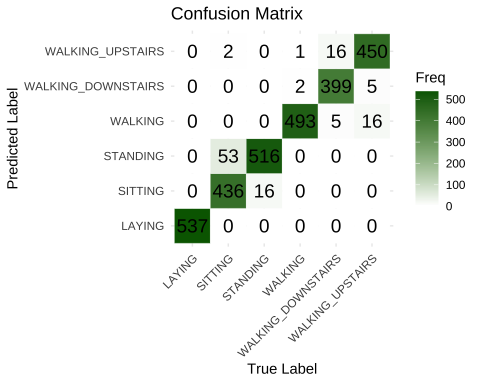 Confusion Matrix
WALKING_UPSTAIRS 0 2 0 1 16 450
WALKING_DOWNSTAIRS 0 0 0 2 399 5
WALKING 0 0 0 493 5 16
STANDING 0 53 516 0 0 0
SITTING 0 436 16 0 0 0
LAYING 537 0 0 0 0 0
LAYING SITTING STANDING WALKING WALKING_DOWNSTAIRS WALKING_UPSTAIRS
True Label
Predicted Label
Freq
500
400
300
200
100
0